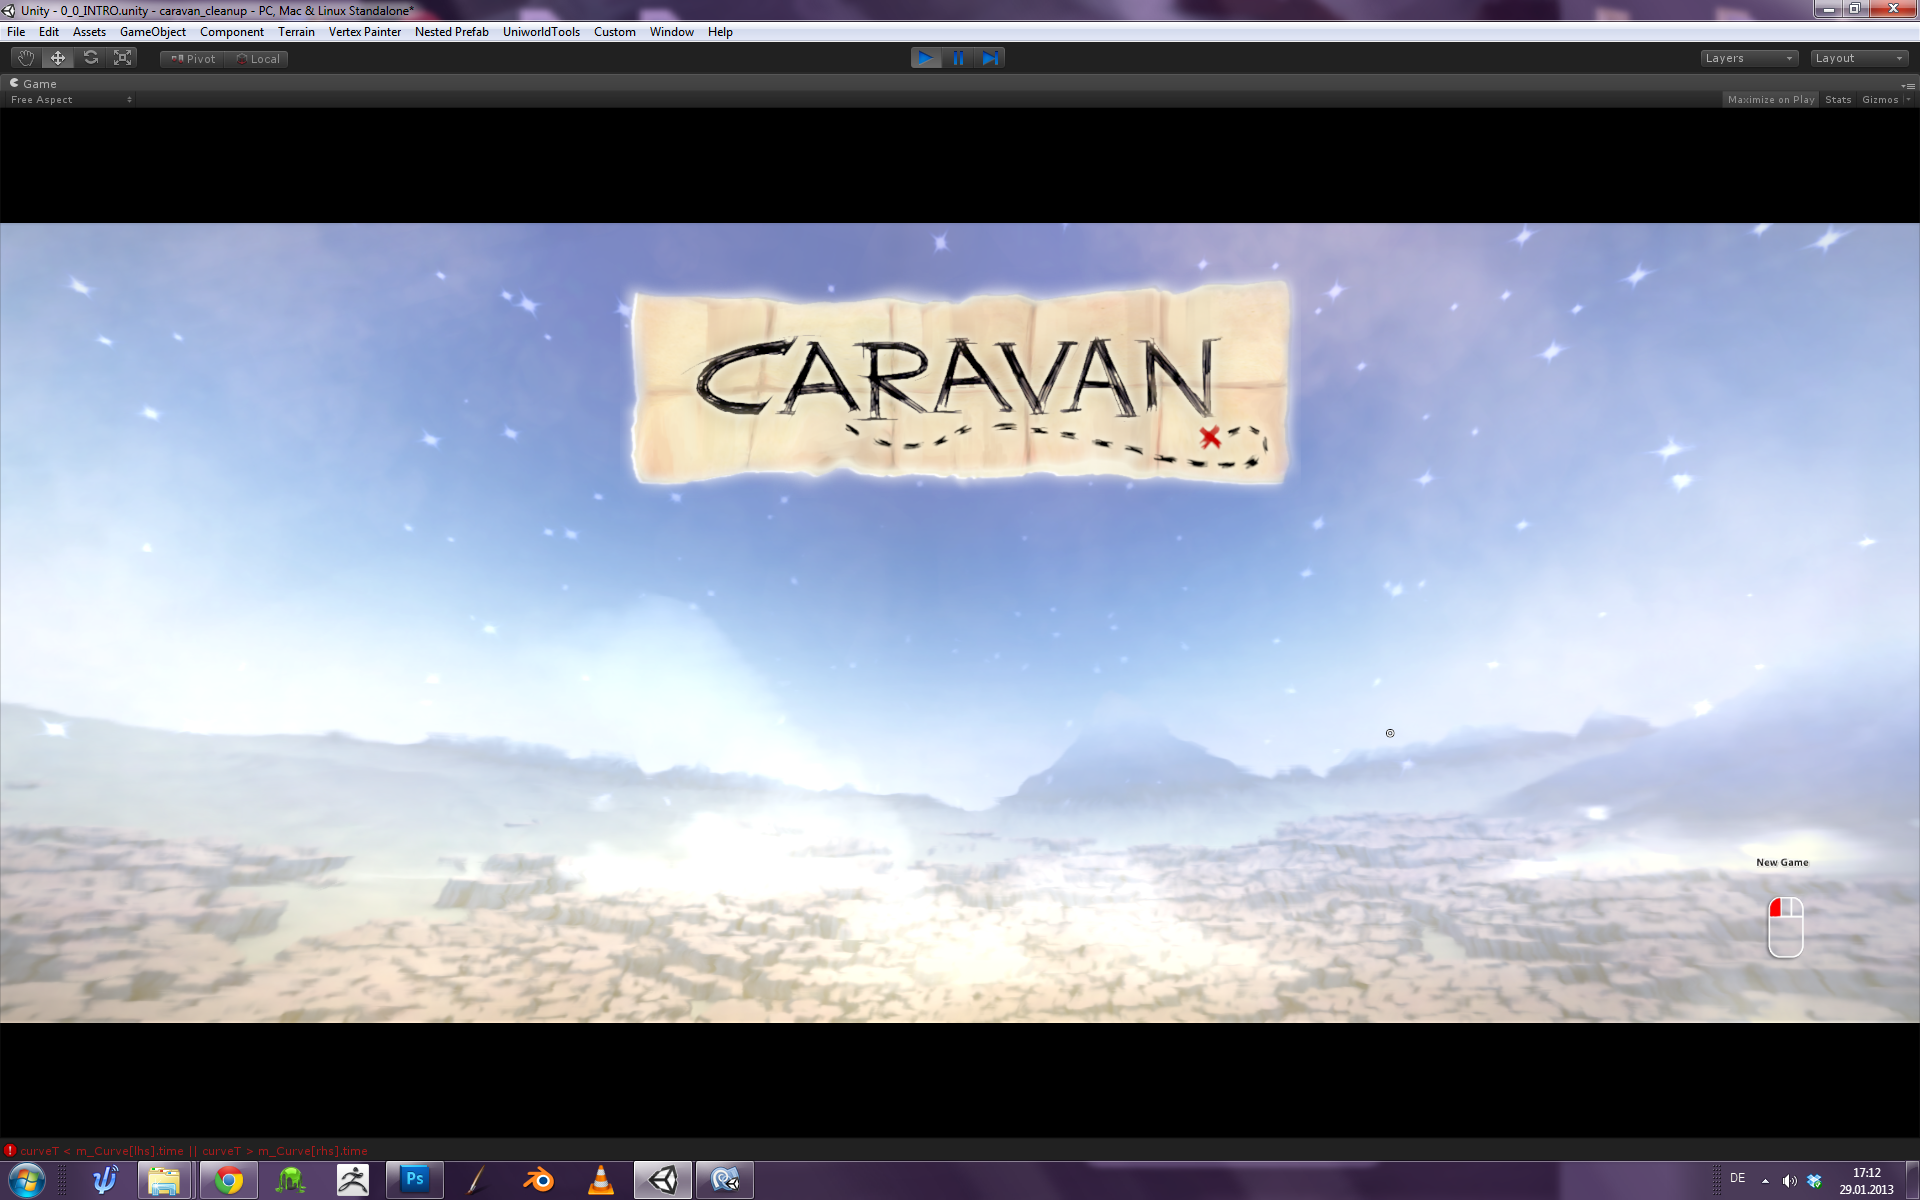 Unity - 0_0_INTRO.unity - caravan_cleanup - PC, Mac & Linux Standalone*
File Edit Assets GameObject Component Terrain Vertex Painter Nested Prefab UniworldTools Custom Window Help
Pivot Local Layers Layout
Game
Free Aspect Maximize on Play Stats Gizmos
CARAVAN
New Game
curveT < m_Curve[lhs].time || curveT > m_Curve[rhs].time
Ps DE 17:12
29.01.2013